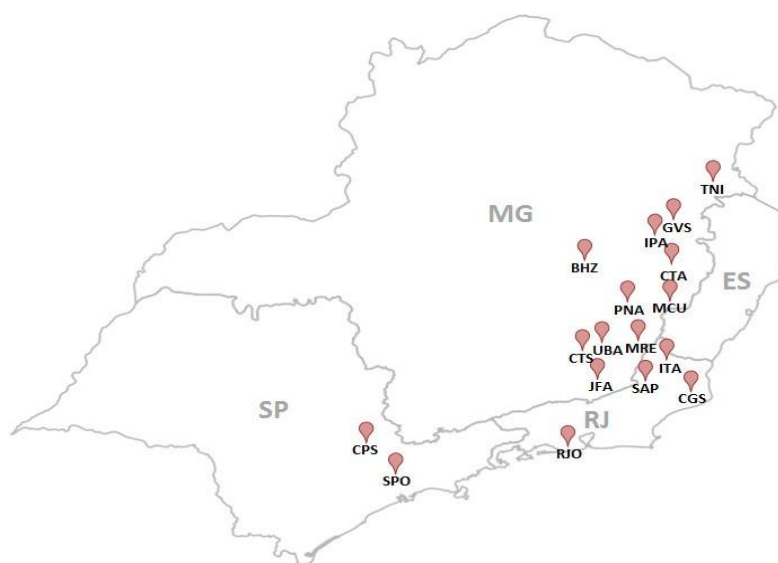 TNI
MG
GVS
IPA
BHZ
CTA
ES
PNA
MCU
CTS
UBA
MRE
ITA
JFA
SAP
CGS
SP
RJ
CPS
RJO
SPO